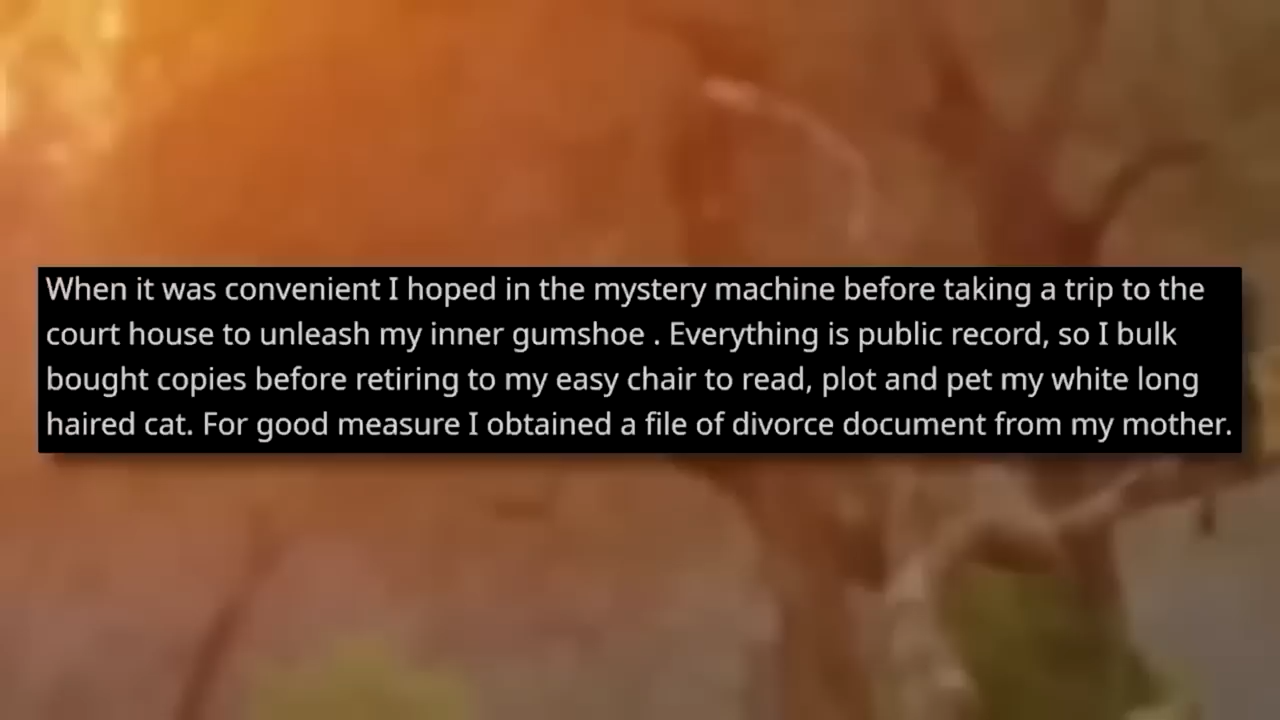 When it was convenient I hoped in the mystery machine before taking a trip to the
court house to unleash my inner gumshoe . Everything is public record, so I bulk
bought copies before retiring to my easy chair to read, plot and pet my white long
haired cat. For good measure I obtained a file of divorce document from my mother.